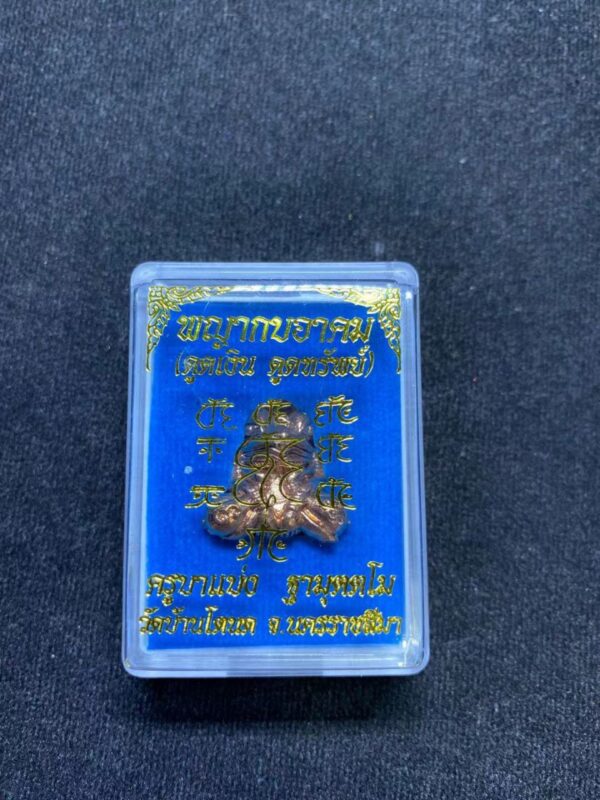 พญากบอาคม
(ดูดเงิน ดูดทรัพย์)
ครูบาแบ่ง ฐามุตตโม
วัดบ้านโตนด จ.นครราชสีมา